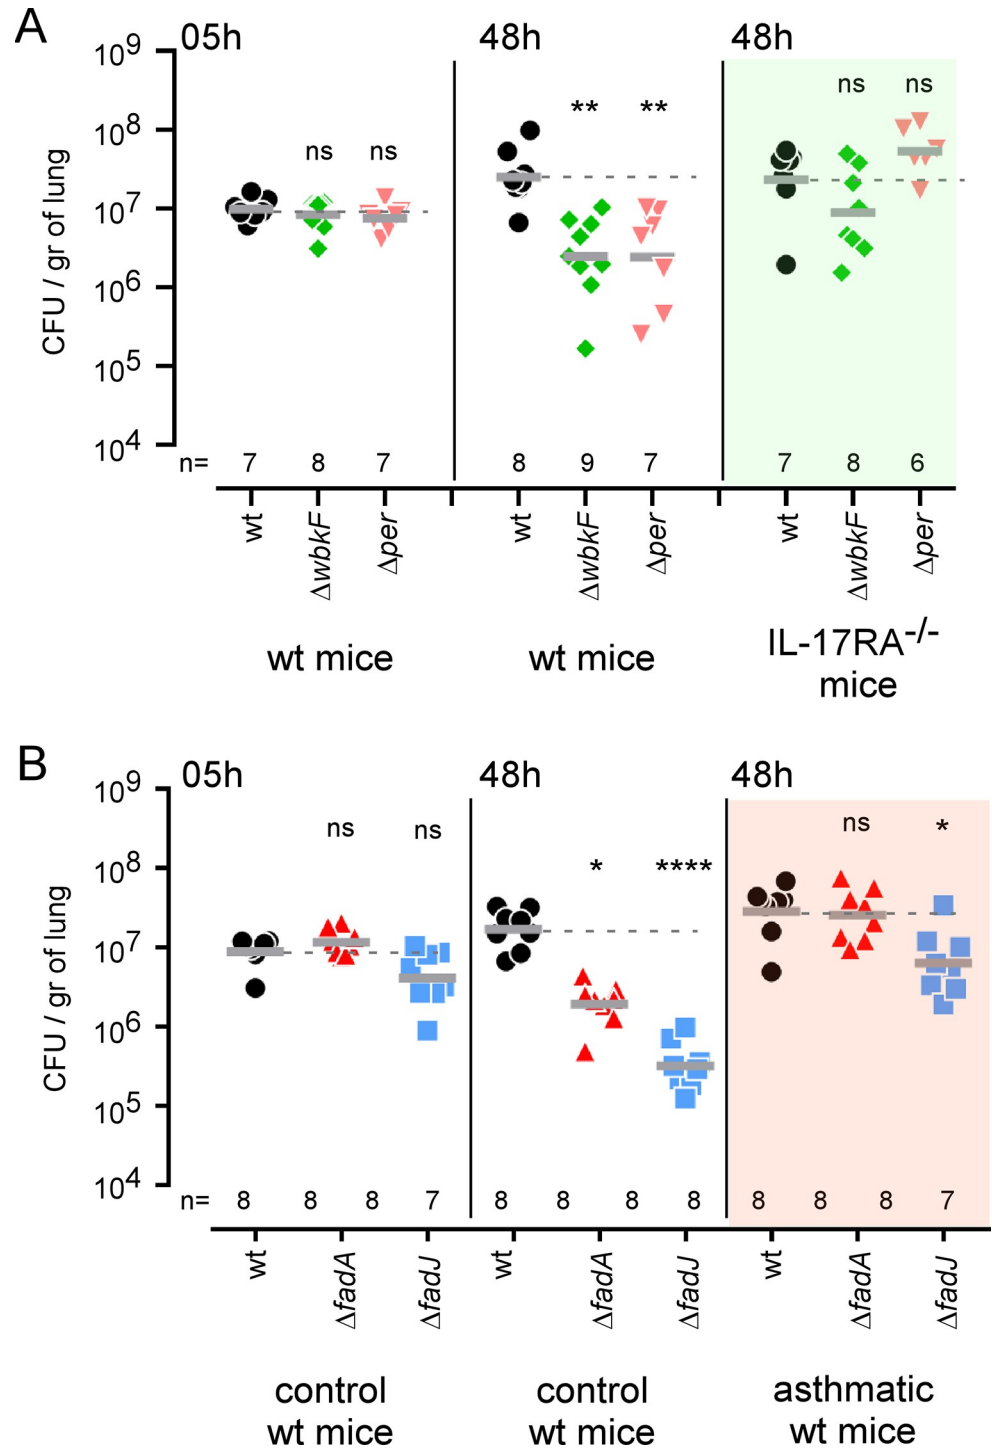 A
05h 48h 48h
10⁹
10⁸
10⁷
10⁶
10⁵
10⁴
CFU / gr of lung
ns ns ** ** ns ns
n= 7 8 7 8 9 7 7 8 6
wt ΔwbkF Δper wt ΔwbkF Δper wt ΔwbkF Δper
wt mice wt mice IL-17RA⁻/⁻
mice
B
05h 48h 48h
10⁹
10⁸
10⁷
10⁶
10⁵
10⁴
CFU / gr of lung
ns ns * **** ns *
n= 8 8 8 7 8 8 8 8 8 8 8 7
wt ΔfadA ΔfadJ wt ΔfadA ΔfadJ wt ΔfadA ΔfadJ
control control asthmatic
wt mice wt mice wt mice